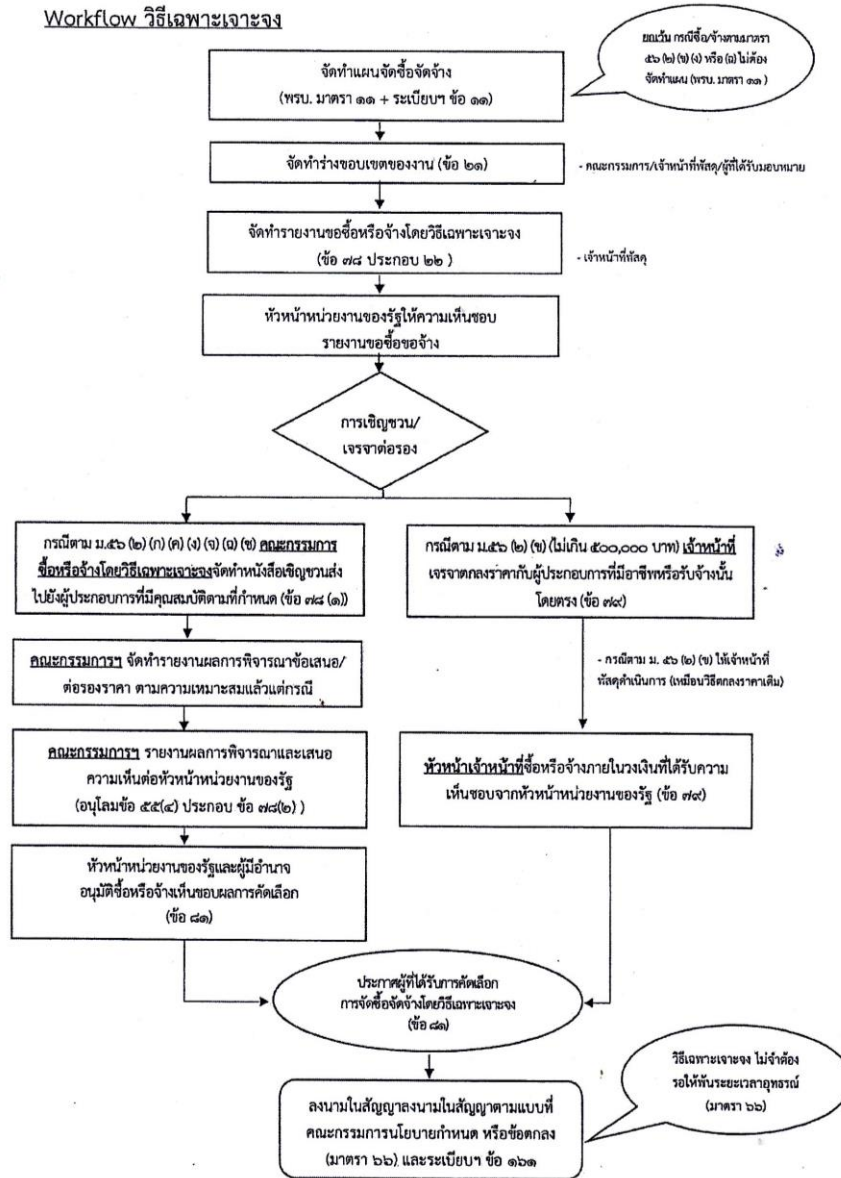 Workflow วิธีเฉพาะเจาะจง
ยกเว้น กรณีซื้อ/จ้างตามมาตรา
๕๖ (๒) (ข) (ง) หรือ (ฉ) ไม่ต้อง
จัดทำแผน (พรบ. มาตรา ๑๑ )
จัดทำแผนจัดซื้อจัดจ้าง
(พรบ. มาตรา ๑๑ + ระเบียบฯ ข้อ ๑๑)
จัดทำร่างขอบเขตของงาน (ข้อ ๒๑)
- คณะกรรมการ/เจ้าหน้าที่พัสดุ/ผู้ที่ได้รับมอบหมาย
จัดทำรายงานขอซื้อหรือจ้างโดยวิธีเฉพาะเจาะจง
(ข้อ ๗๘ ประกอบ ๒๒ )
- เจ้าหน้าที่พัสดุ
หัวหน้าหน่วยงานของรัฐให้ความเห็นชอบ
รายงานขอซื้อขอจ้าง
การเชิญชวน/
เจรจาต่อรอง
กรณีตาม ม.๕๖ (๒) (ก) (ค) (ง) (จ) (ฉ) (ช) คณะกรรมการ
ซื้อหรือจ้างโดยวิธีเฉพาะเจาะจงจัดทำหนังสือเชิญชวนส่ง
ไปยังผู้ประกอบการที่มีคุณสมบัติตามที่กำหนด (ข้อ ๗๘ (๑))
คณะกรรมการฯ จัดทำรายงานผลการพิจารณาข้อเสนอ/
ต่อรองราคา ตามความเหมาะสมแล้วแต่กรณี
คณะกรรมการฯ รายงานผลการพิจารณาและเสนอ
ความเห็นต่อหัวหน้าหน่วยงานของรัฐ
(อนุโลมข้อ ๕๕(๔) ประกอบ ข้อ ๗๘(๒) )
หัวหน้าหน่วยงานของรัฐและผู้มีอำนาจ
อนุมัติซื้อหรือจ้างเห็นชอบผลการคัดเลือก
(ข้อ ๘๑)
กรณีตาม ม.๕๖ (๒) (ข) (ไม่เกิน ๕๐๐,๐๐๐ บาท) เจ้าหน้าที่
เจรจาตกลงราคากับผู้ประกอบการที่มีอาชีพหรือรับจ้างนั้น
โดยตรง (ข้อ ๗๙)
- กรณีตาม ม. ๕๖ (๒) (ข) ให้เจ้าหน้าที่
พัสดุดำเนินการ (เหมือนวิธีตกลงราคาเดิม)
หัวหน้าเจ้าหน้าที่ซื้อหรือจ้างภายในวงเงินที่ได้รับความ
เห็นชอบจากหัวหน้าหน่วยงานของรัฐ (ข้อ ๗๙)
ประกาศผู้ที่ได้รับการคัดเลือก
การจัดซื้อจัดจ้างโดยวิธีเฉพาะเจาะจง
(ข้อ ๘๑)
วิธีเฉพาะเจาะจง ไม่จำต้อง
รอให้พ้นระยะเวลาอุทธรณ์
(มาตรา ๖๖)
ลงนามในสัญญาลงนามในสัญญาตามแบบที่
คณะกรรมการนโยบายกำหนด หรือข้อตกลง
(มาตรา ๖๖) และระเบียบฯ ข้อ ๑๖๑